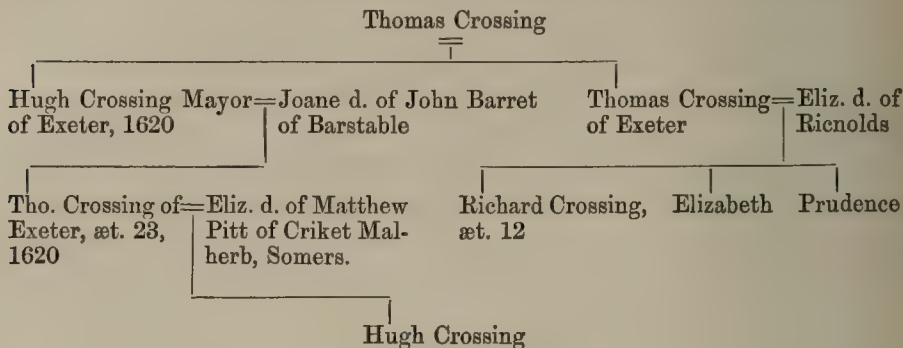 Thomas Crossing
Hugh Crossing Mayor=Joane d. of John Barret
of Exeter, 1620
of Barstable
Thomas Crossing=Eliz. d. of
of Exeter
Ricnolds
Tho. Crossing of=Eliz. d. of Matthew
Exeter, æt. 23,
Pitt of Criket Mal-
1620
herb, Somers.
Richard Crossing,
æt. 12
Elizabeth
Prudence
Hugh Crossing